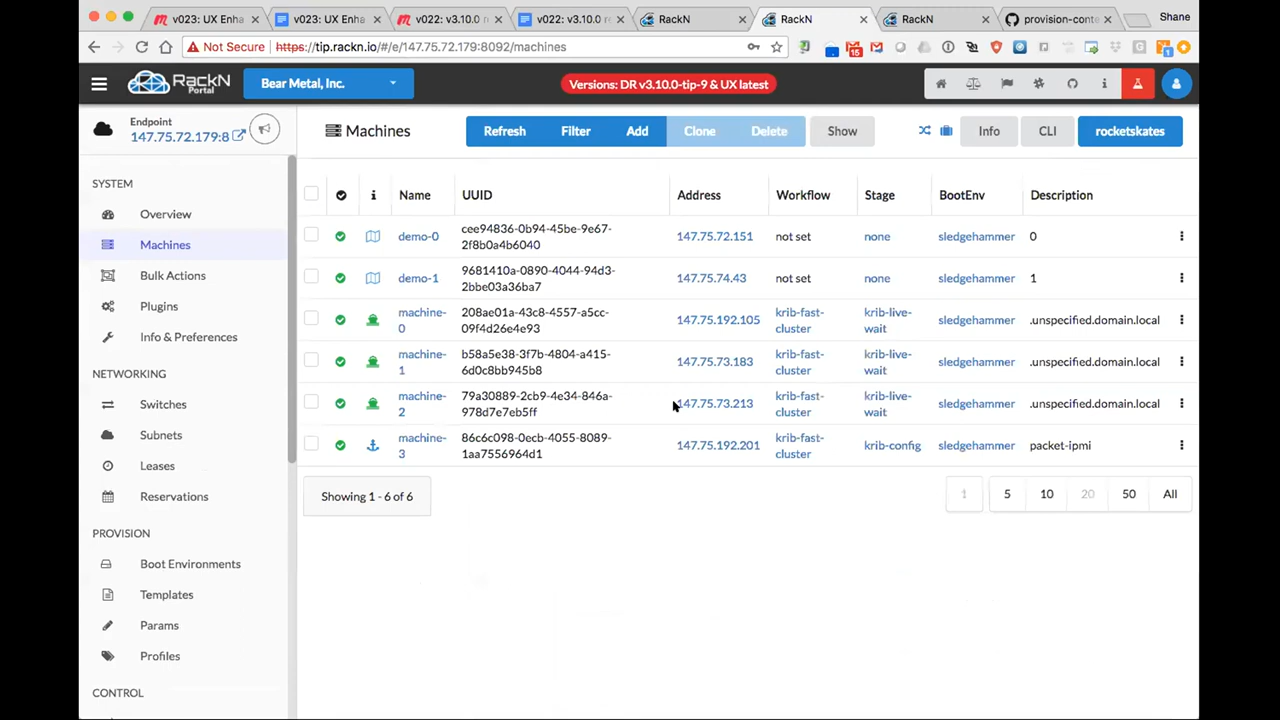 v023: UX Enha
v023: UX Enha
v022: v3.10.0 re
v022: v3.10.0 re
RackN
RackN
RackN
provision-conte
Shane
Not Secure https://tip.rackn.io/#/e/147.75.72.179:8092/machines
15
1
RackN
Portal
Bear Metal, Inc.
Versions: DR v3.10.0-tip-9 & UX latest
Endpoint
147.75.72.179:8
Machines
Refresh
Filter
Add
Clone
Delete
Show
Info
CLI
rocketskates
SYSTEM
Overview
Machines
Bulk Actions
Plugins
Info & Preferences
NETWORKING
Switches
Subnets
Leases
Reservations
PROVISION
Boot Environments
Templates
Params
Profiles
CONTROL
Name UUID Address Workflow Stage BootEnv Description
demo-0 cee94836-0b94-45be-9e67- 147.75.72.151 not set none sledgehammer 0
2f8b0a4b6040
demo-1 9681410a-0890-4044-94d3- 147.75.74.43 not set none sledgehammer 1
2bbe03a36ba7
machine- 208ae01a-43c8-4557-a5cc- 147.75.192.105 krib-fast- krib-live- sledgehammer .unspecified.domain.local
0 09f4d26e4e93 cluster wait
machine- b58a5e38-3f7b-4804-a415- 147.75.73.183 krib-fast- krib-live- sledgehammer .unspecified.domain.local
1 6d0c8bb945b8 cluster wait
machine- 79a30889-2cb9-4e34-846a- 147.75.73.213 krib-fast- krib-live- sledgehammer .unspecified.domain.local
2 978d7e7eb5ff cluster wait
machine- 86c6c098-0ecb-4055-8089- 147.75.192.201 krib-fast- krib-config sledgehammer packet-ipmi
3 1aa7556964d1 cluster
Showing 1 - 6 of 6
1 5 10 20 50 All